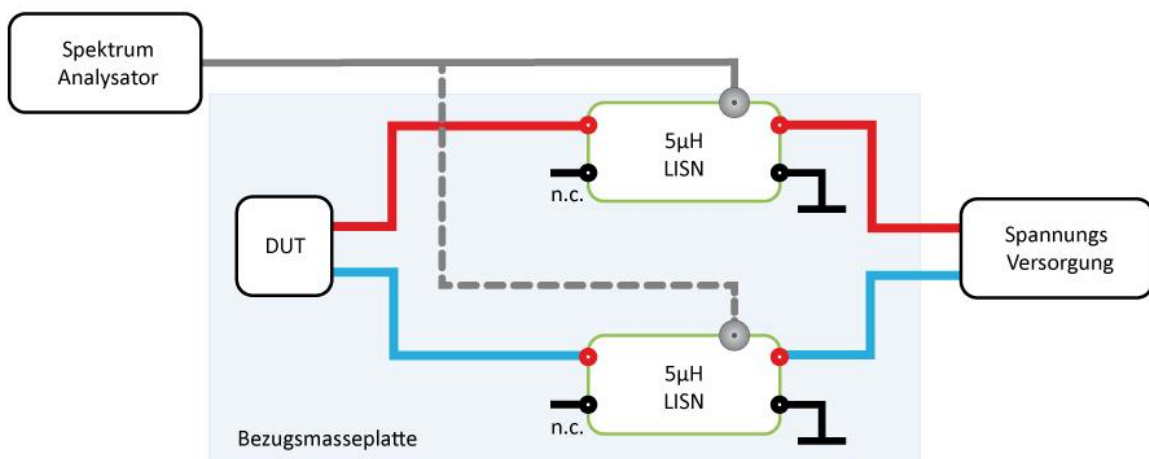 Spektrum
Analysator
5µH
LISN
n.c.
DUT
Spannungs
Versorgung
5µH
LISN
n.c.
Bezugsmasseplatte